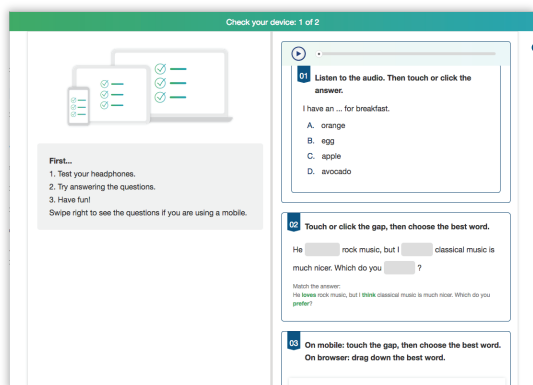 Check your device: 1 of 2
First...
1. Test your headphones.
2. Try answering the questions.
3. Have fun!
Swipe right to see the questions if you are using a mobile.
01 Listen to the audio. Then touch or click the
answer.
I have an ... for breakfast.
A. orange
B. egg
C. apple
D. avocado
02 Touch or click the gap, then choose the best word.
He rock music, but I classical music is
much nicer. Which do you ?
Match the answer:
He loves rock music, but I think classical music is much nicer. Which do you
prefer?
03 On mobile: touch the gap, then choose the best word.
On browser: drag down the best word.